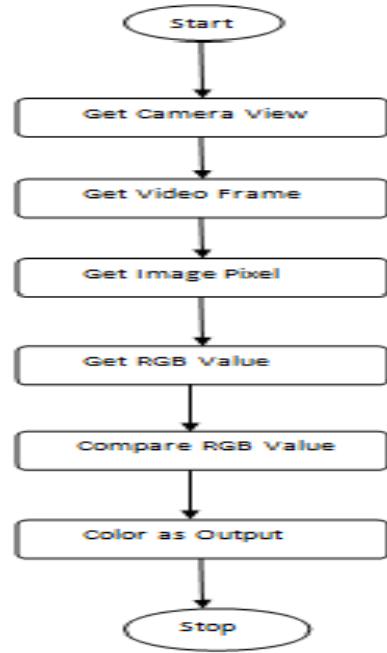 Start
Get Camera View
Get Video Frame
Get Image Pixel
Get RGB Value
Compare RGB Value
Color as Output
Stop